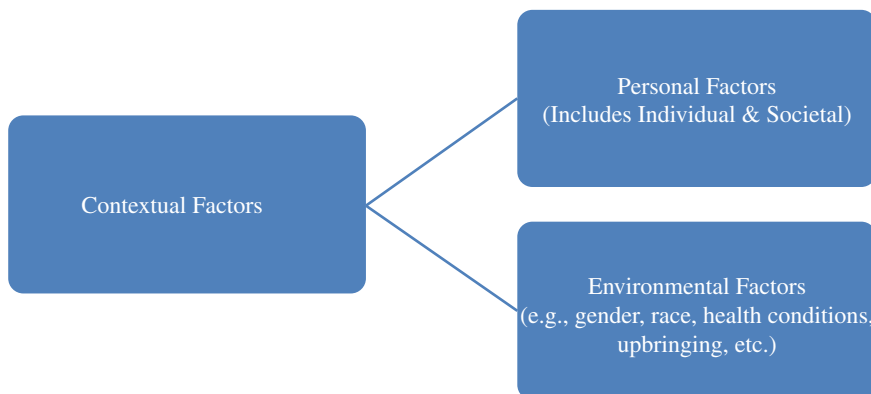 Contextual Factors
Personal Factors
(Includes Individual & Societal)
Environmental Factors
(e.g., gender, race, health conditions,
upbringing, etc.)